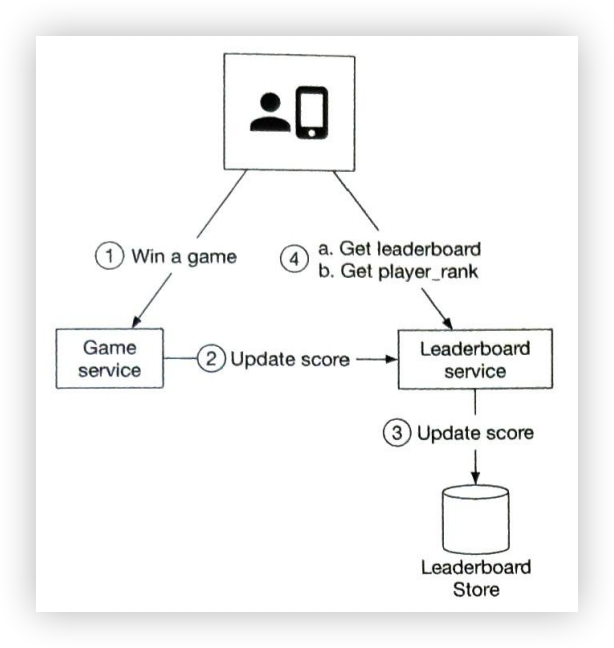 1 Win a game
4 a. Get leaderboard
b. Get player_rank
Game
service
2 Update score
Leaderboard
service
3 Update score
Leaderboard
Store